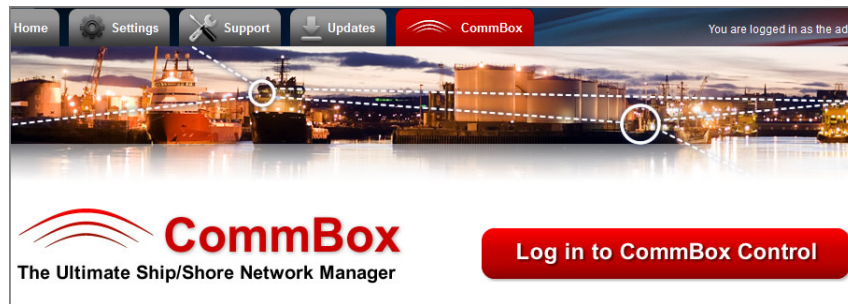 Home Settings Support Updates CommBox You are logged in as the ad
CommBox
The Ultimate Ship/Shore Network Manager
Log in to CommBox Control